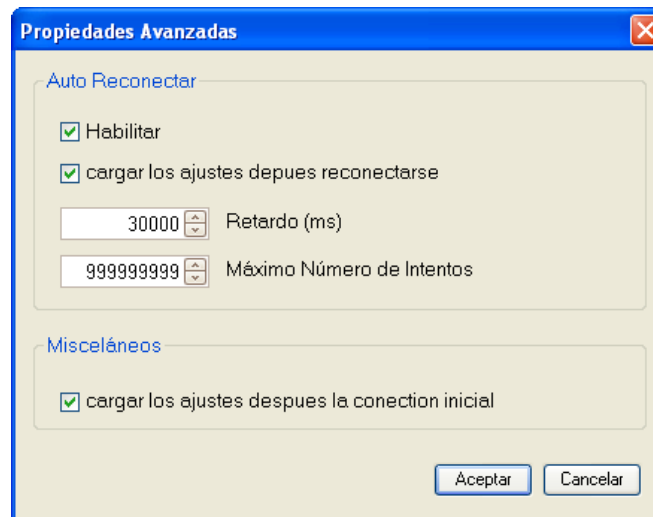 Propiedades Avanzadas
Auto Reconectar
Habilitar
cargar los ajustes depues reconectarse
30000 Retardo (ms)
999999999 Máximo Número de Intentos
Misceláneos
cargar los ajustes despues la conection inicial
Aceptar Cancelar